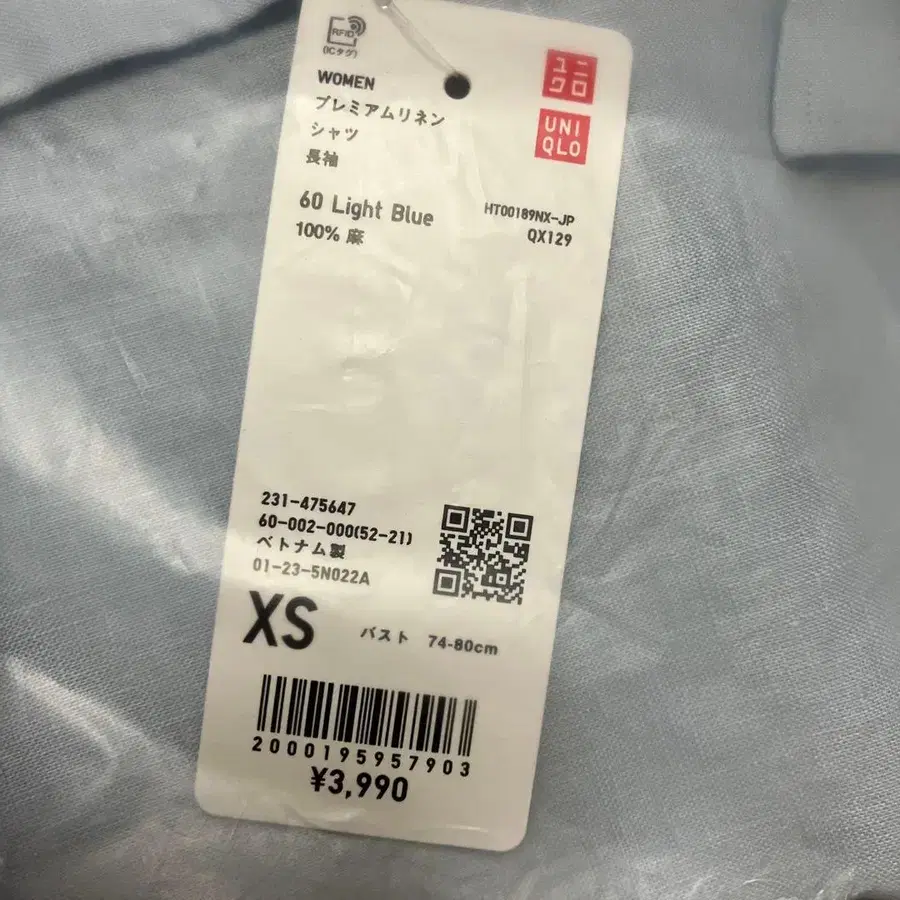 RFID
(ICタグ)
WOMEN
プレミアムリネン
シャツ
長袖
ユニ
クロ
UNI
QLO
60 Light Blue
100% 麻
HT00189NX-JP
QX129
231-475647
60-002-000(52-21)
ベトナム製
01-23-5N022A
XS バスト 74-80cm
2000195957903
¥3,990